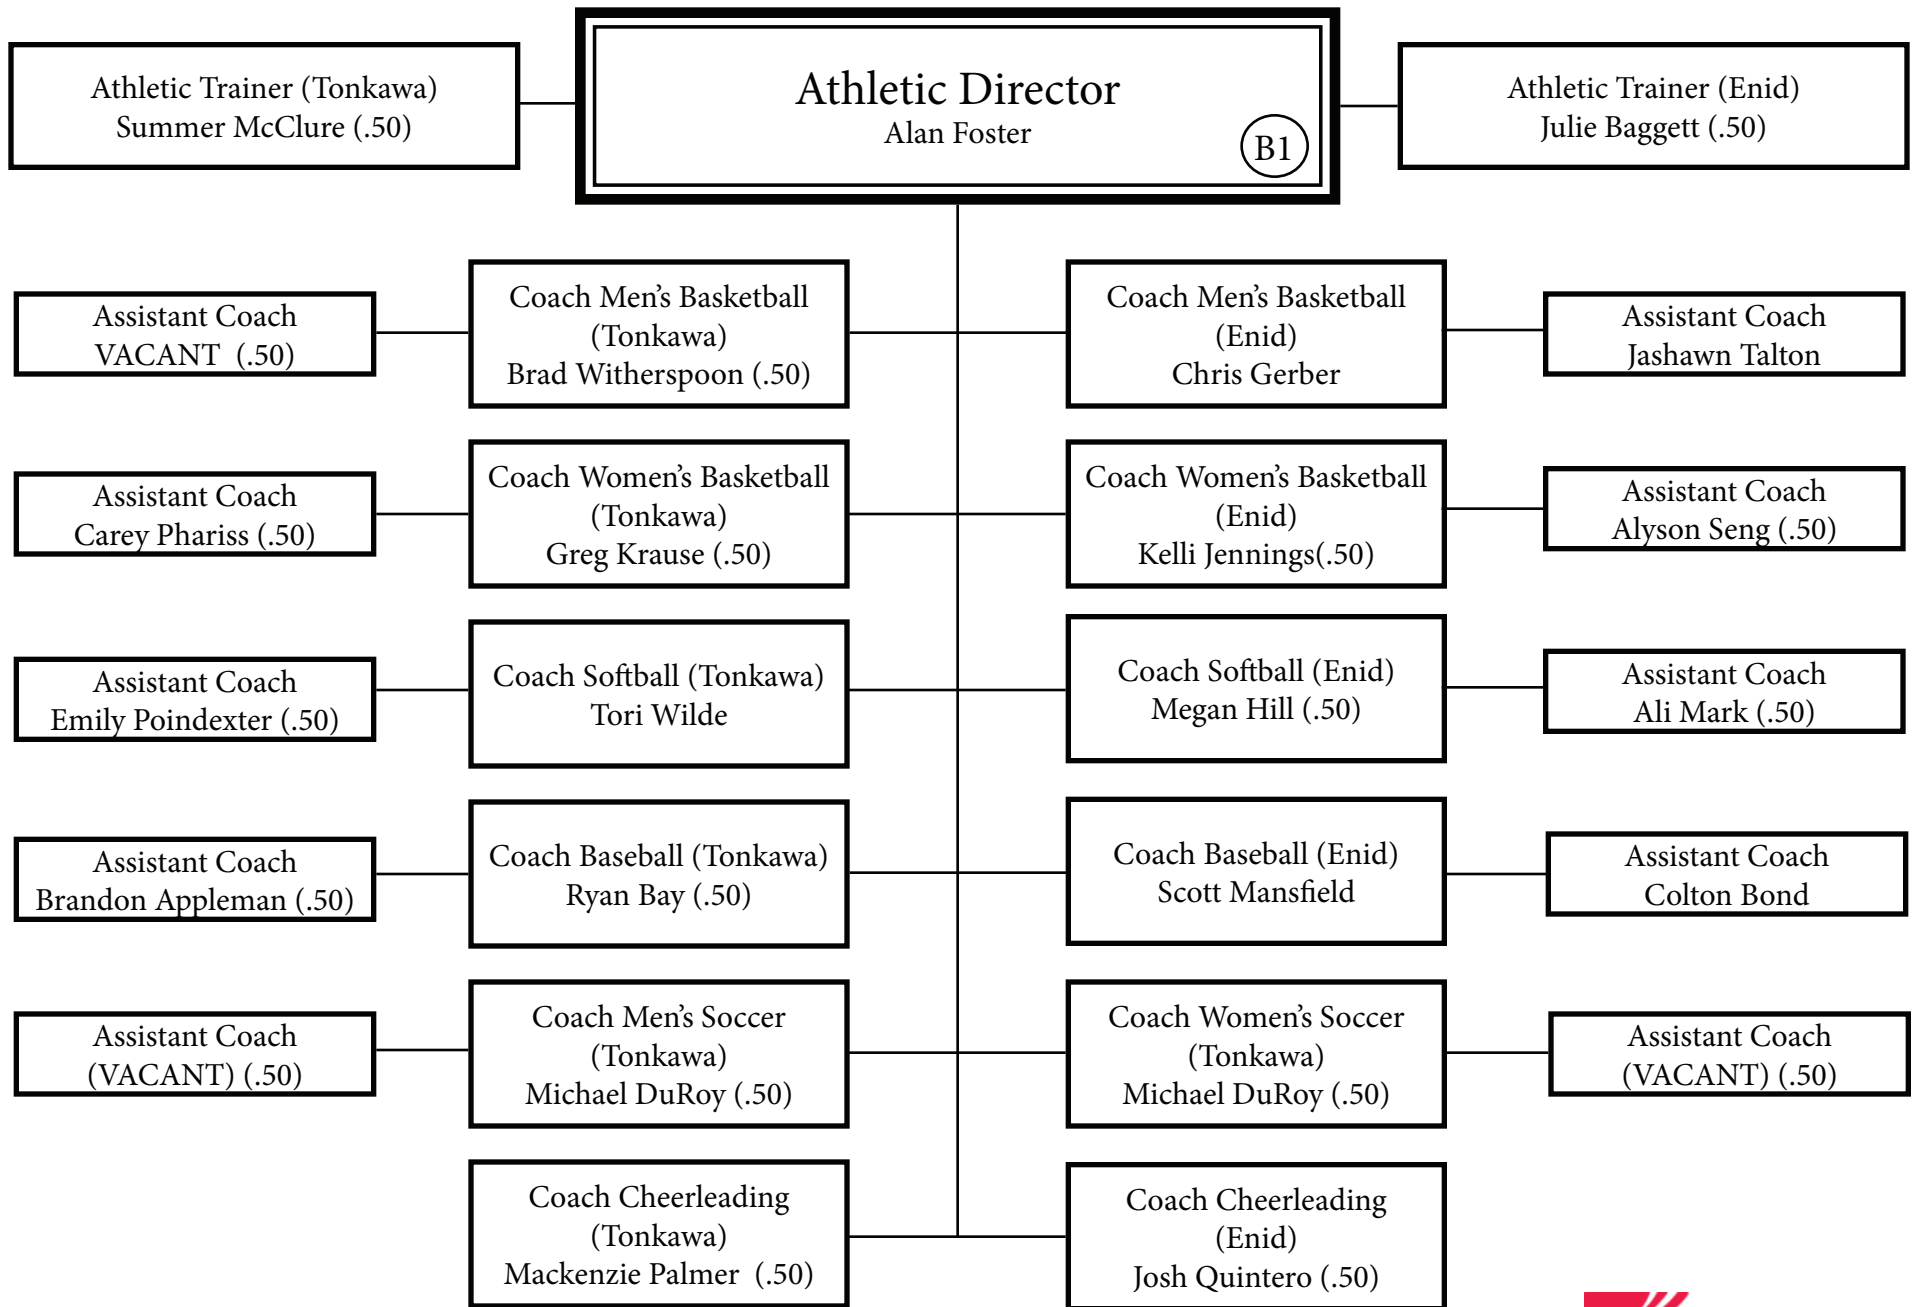 Athletic Trainer (Tonkawa)
Summer McClure (.50)
Athletic Director
Alan Foster
B1
Athletic Trainer (Enid)
Julie Baggett (.50)
Assistant Coach
VACANT  (.50)
Coach Men's Basketball
(Tonkawa)
Brad Witherspoon (.50)
Coach Men's Basketball
(Enid)
Chris Gerber
Assistant Coach
Jashawn Talton
Assistant Coach
Carey Phariss (.50)
Coach Women's Basketball
(Tonkawa)
Greg Krause (.50)
Coach Women's Basketball
(Enid)
Kelli Jennings(.50)
Assistant Coach
Alyson Seng (.50)
Assistant Coach
Emily Poindexter (.50)
Coach Softball (Tonkawa)
Tori Wilde
Coach Softball (Enid)
Megan Hill (.50)
Assistant Coach
Ali Mark (.50)
Assistant Coach
Brandon Appleman (.50)
Coach Baseball (Tonkawa)
Ryan Bay (.50)
Coach Baseball (Enid)
Scott Mansfield
Assistant Coach
Colton Bond
Assistant Coach
(VACANT) (.50)
Coach Men's Soccer
(Tonkawa)
Michael DuRoy (.50)
Coach Women's Soccer
(Tonkawa)
Michael DuRoy (.50)
Assistant Coach
(VACANT) (.50)
Coach Cheerleading
(Tonkawa)
Mackenzie Palmer  (.50)
Coach Cheerleading
(Enid)
Josh Quintero (.50)